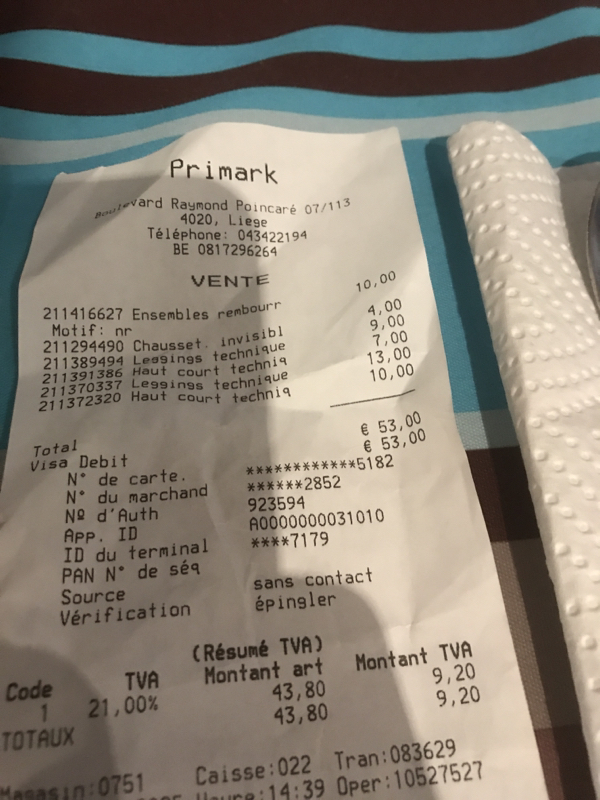 Primark
Boulevard Raymond Poincaré 07/113
4020, Liege
Téléphone: 043422194
BE 0817296264
VENTE
211416627 Ensembles rembourr 10,00
Motif: nr
211294490 Chausset. invisibl 4,00
211389494 Leggings technique 9,00
211391386 Haut court techniq 7,00
211370337 Leggings technique 13,00
211372320 Haut court techniq 10,00
Total € 53,00
Visa Debit € 53,00
N° de carte. ************5182
N° du marchand ******2852
Nº d'Auth 923594
App. ID A0000000031010
ID du terminal ****7179
PAN N° de séq
Source sans contact
Vérification épingler
(Résumé TVA)
Code TVA Montant art Montant TVA
1 21,00% 43,80 9,20
TOTAUX 43,80 9,20
Magasin:0751 Caisse:022 Tran:083629
Heure:14:39 Oper:10527527